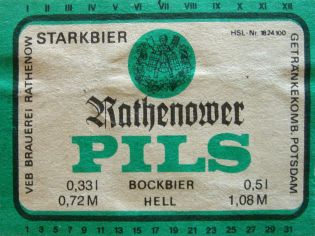 I II III IV V VI VII VIII IX X XI XII
STARKBIER
HSL-Nr 1824100
VEB BRAUEREI RATHENOW
GETRÄNKEKOMB. POTSDAM
Rathenower
PILS
0,33 l BOCKBIER 0,5 l
0,72 M HELL 1,08 M
1 3 5 7 9 11 13 15 17 19 21 23 25 27 29 31